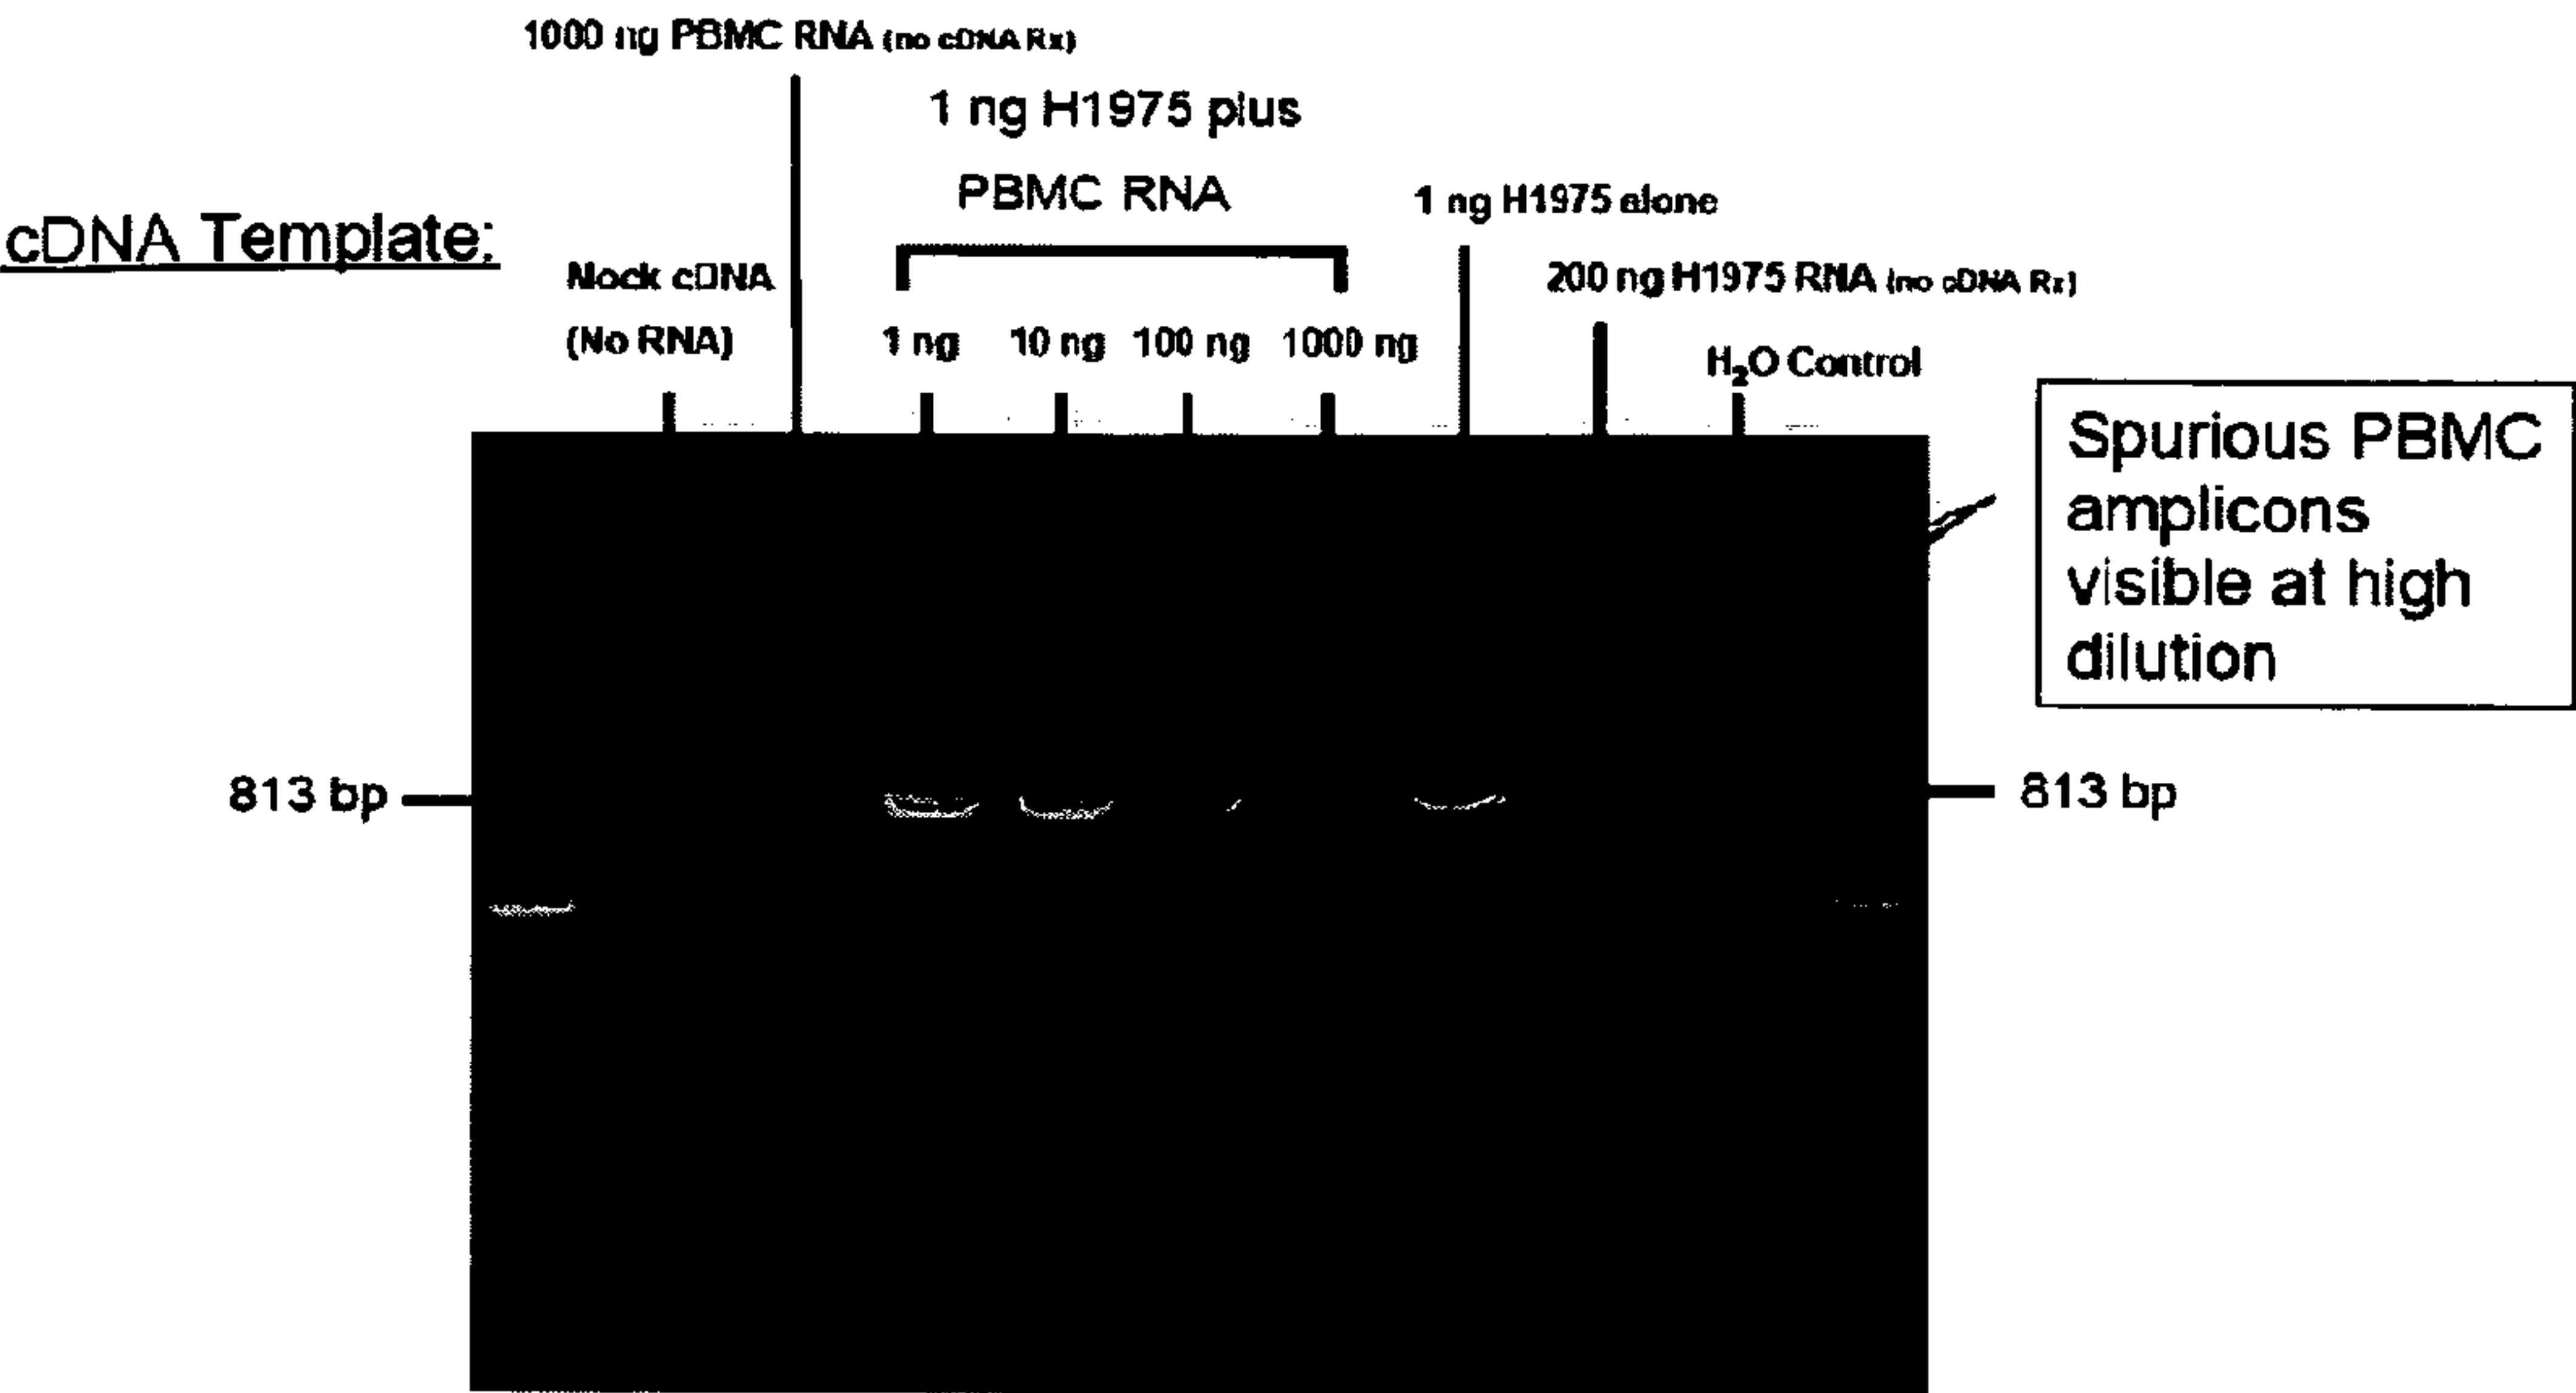 1000 ng PBMC RNA (no cDNA Rx)
1 ng H1975 plus
PBMC RNA
1 ng H1975 alone
cDNA Template:
Mock cDNA
(No RNA)
200 ng H1975 RNA (no cDNA Rx)
1 ng 10 ng 100 ng 1000 ng
H₂O Control
Spurious PBMC
amplicons
visible at high
dilution
813 bp
813 bp